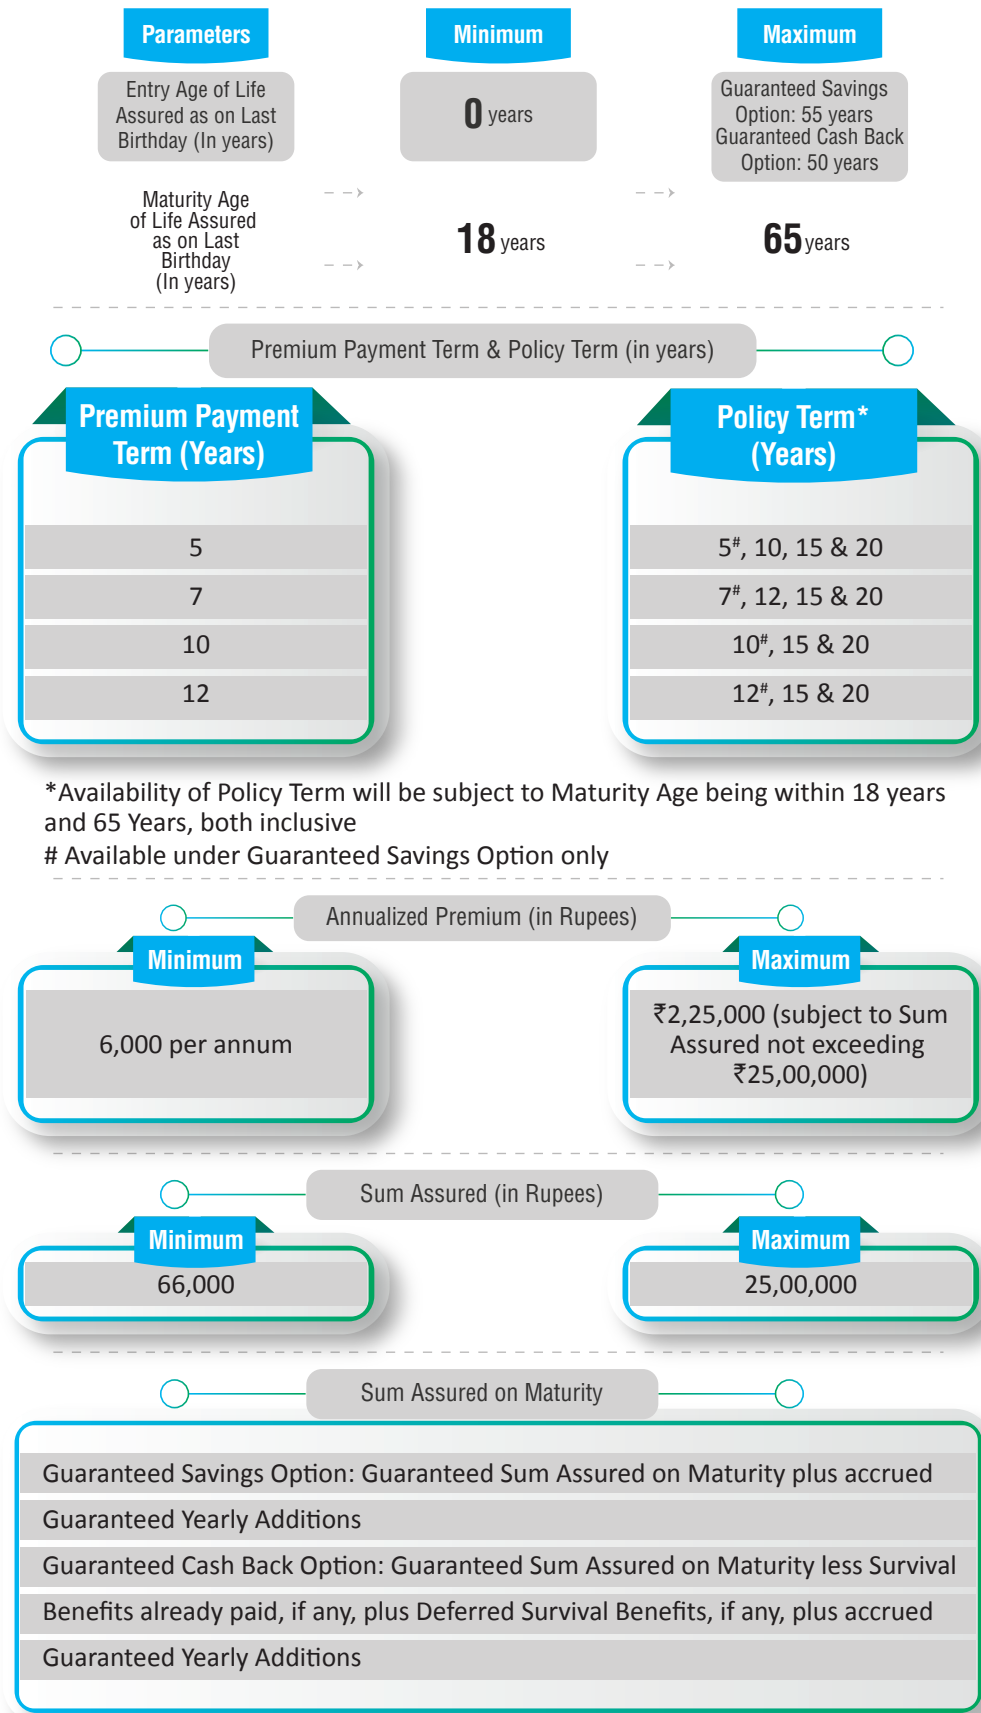 Parameters
Minimum
Maximum
Entry Age of Life
Assured as on Last
Birthday (In years)
0 years
Guaranteed Savings
Option: 55 years
Guaranteed Cash Back
Option: 50 years
Maturity Age
of Life Assured
as on Last
Birthday
(In years)
18 years
65 years
Premium Payment Term & Policy Term (in years)
Premium Payment
Term (Years)
Policy Term*
(Years)
5
5#, 10, 15 & 20
7
7#, 12, 15 & 20
10
10#, 15 & 20
12
12#, 15 & 20
*Availability of Policy Term will be subject to Maturity Age being within 18 years
and 65 Years, both inclusive
# Available under Guaranteed Savings Option only
Annualized Premium (in Rupees)
Minimum
Maximum
6,000 per annum
₹2,25,000 (subject to Sum
Assured not exceeding
₹25,00,000)
Sum Assured (in Rupees)
Minimum
Maximum
66,000
25,00,000
Sum Assured on Maturity
Guaranteed Savings Option: Guaranteed Sum Assured on Maturity plus accrued
Guaranteed Yearly Additions
Guaranteed Cash Back Option: Guaranteed Sum Assured on Maturity less Survival
Benefits already paid, if any, plus Deferred Survival Benefits, if any, plus accrued
Guaranteed Yearly Additions